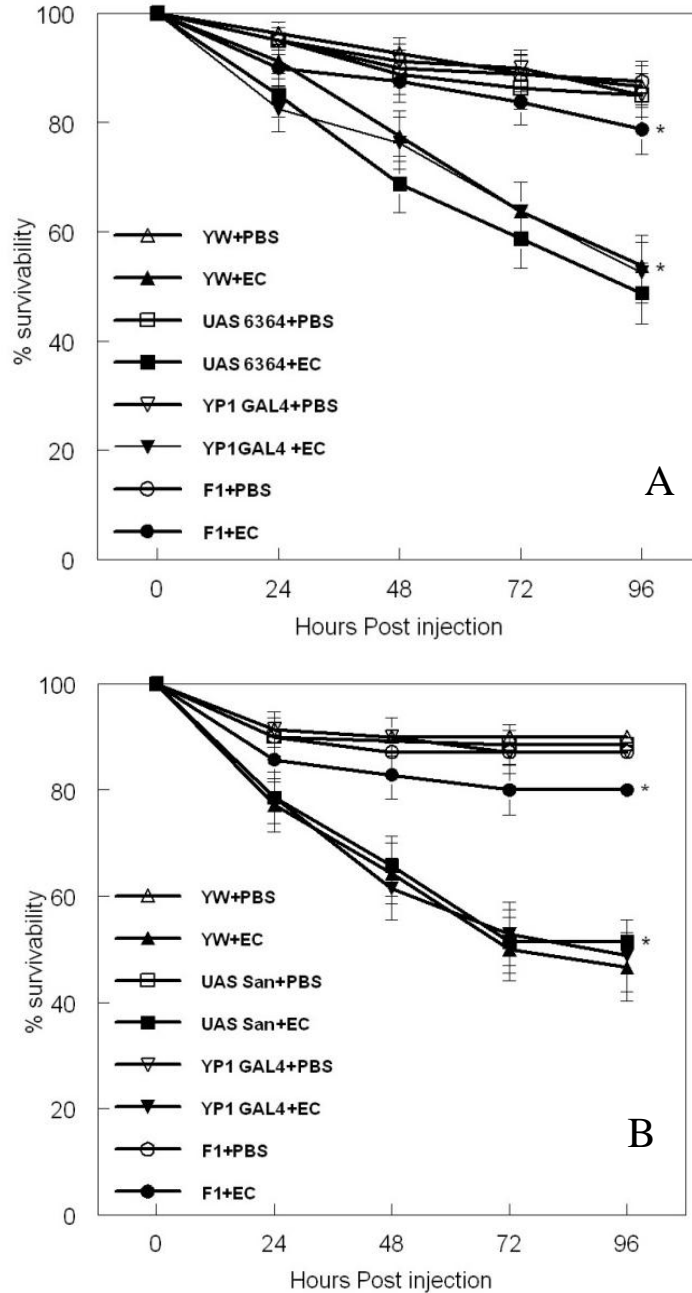 100
80
60
40
20
0
% survivability
YW+PBS
YW+EC
UAS 6364+PBS
UAS 6364+EC
YP1 GAL4+PBS
YP1GAL4 +EC
F1+PBS
F1+EC
*
*
A
0 24 48 72 96
Hours Post injection
100
80
60
40
20
0
% survivability
YW+PBS
YW+EC
UAS San+PBS
UAS San+EC
YP1 GAL4+PBS
YP1 GAL4+EC
F1+PBS
F1+EC
*
*
B
0 24 48 72 96
Hours Post injection